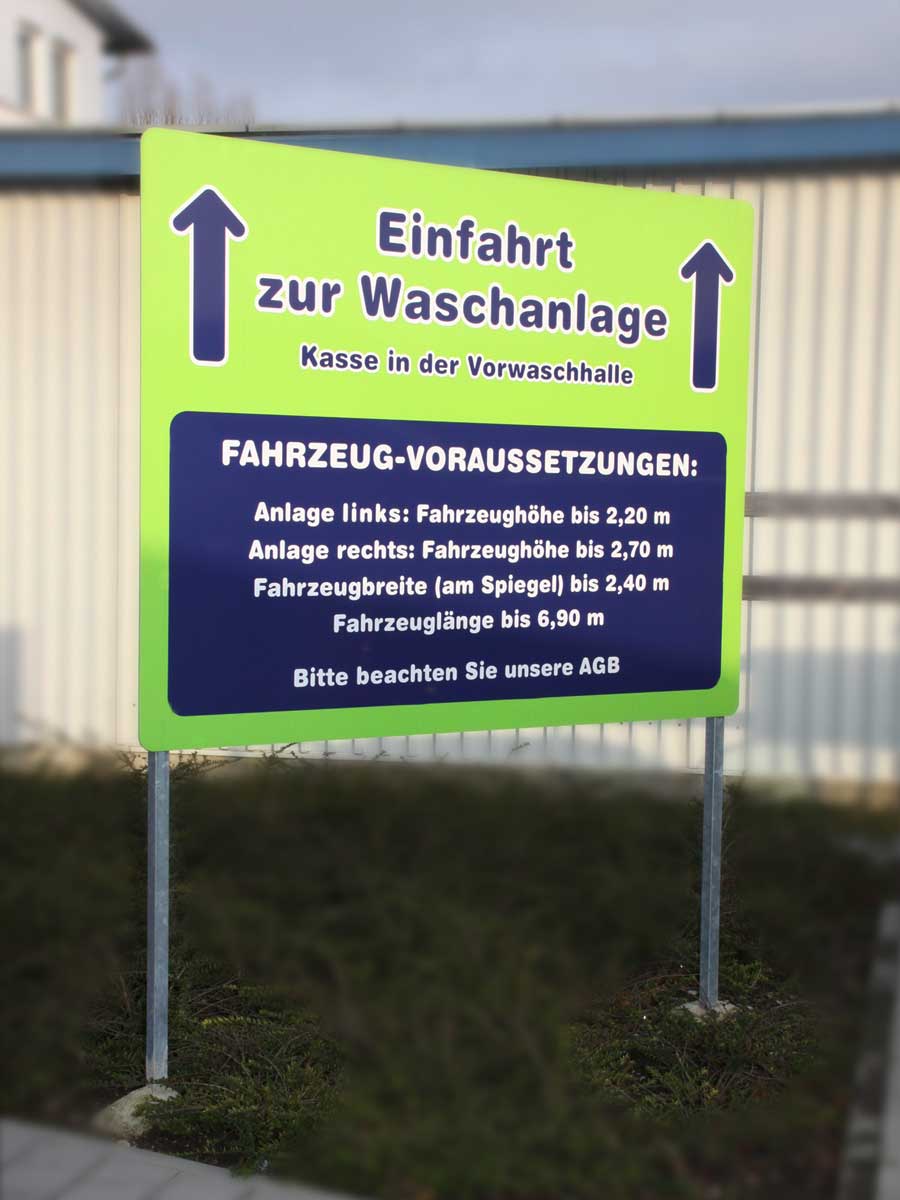 Einfahrt
zur Waschanlage
Kasse in der Vorwaschhalle
FAHRZEUG-VORAUSSETZUNGEN:
Anlage links: Fahrzeughöhe bis 2,20 m
Anlage rechts: Fahrzeughöhe bis 2,70 m
Fahrzeugbreite (am Spiegel) bis 2,40 m
Fahrzeuglänge bis 6,90 m
Bitte beachten Sie unsere AGB